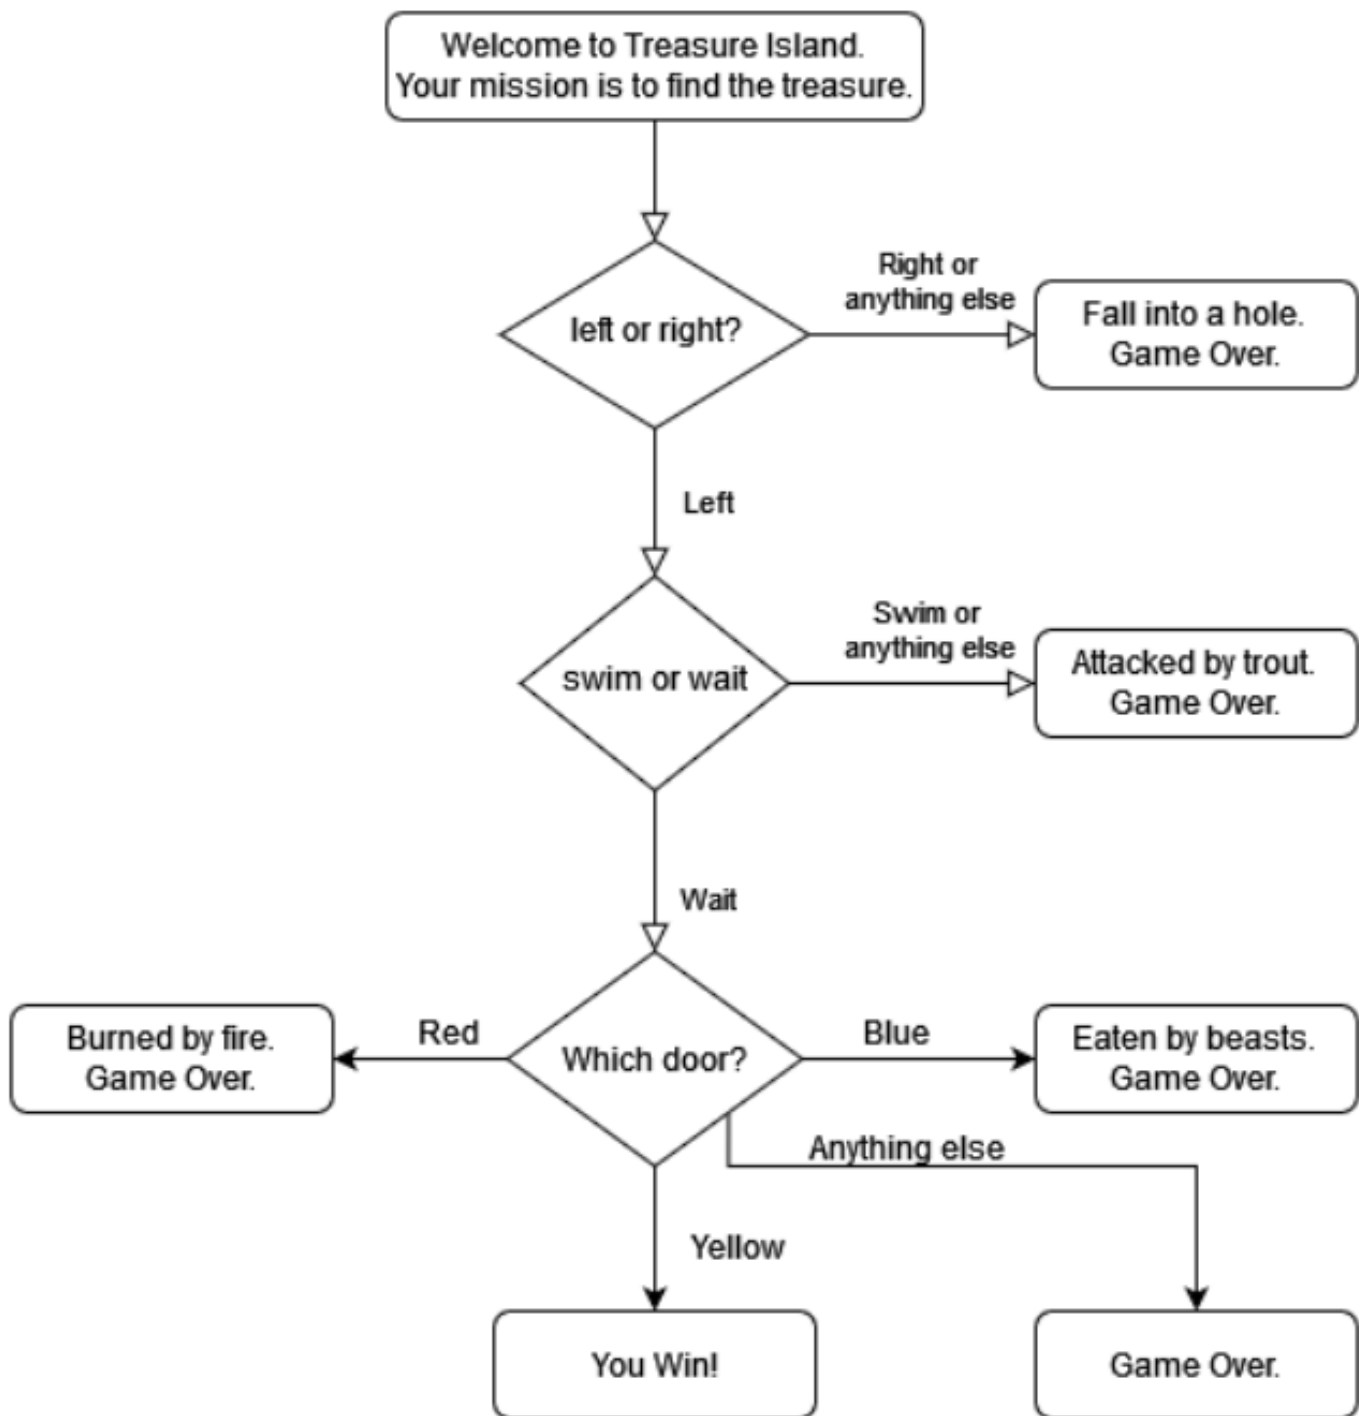 Welcome to Treasure Island.
Your mission is to find the treasure.
left or right?
Right or
anything else
Fall into a hole.
Game Over.
Left
swim or wait
Swim or
anything else
Attacked by trout.
Game Over.
Wait
Which door?
Red
Burned by fire.
Game Over.
Blue
Eaten by beasts.
Game Over.
Anything else
Yellow
You Win!
Game Over.